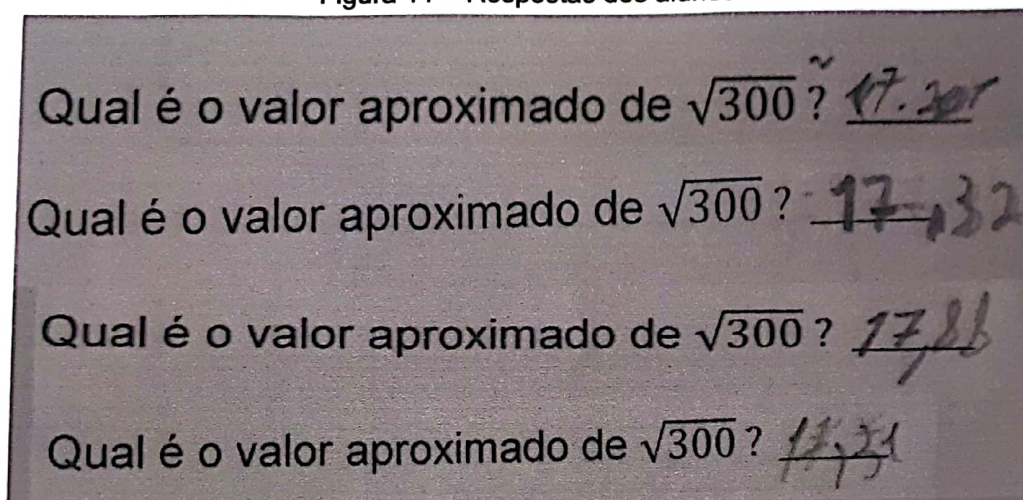 Qual é o valor aproximado de √300 ?
Qual é o valor aproximado de √300 ? 17,32
Qual é o valor aproximado de √300 ? 17,86
Qual é o valor aproximado de √300 ?